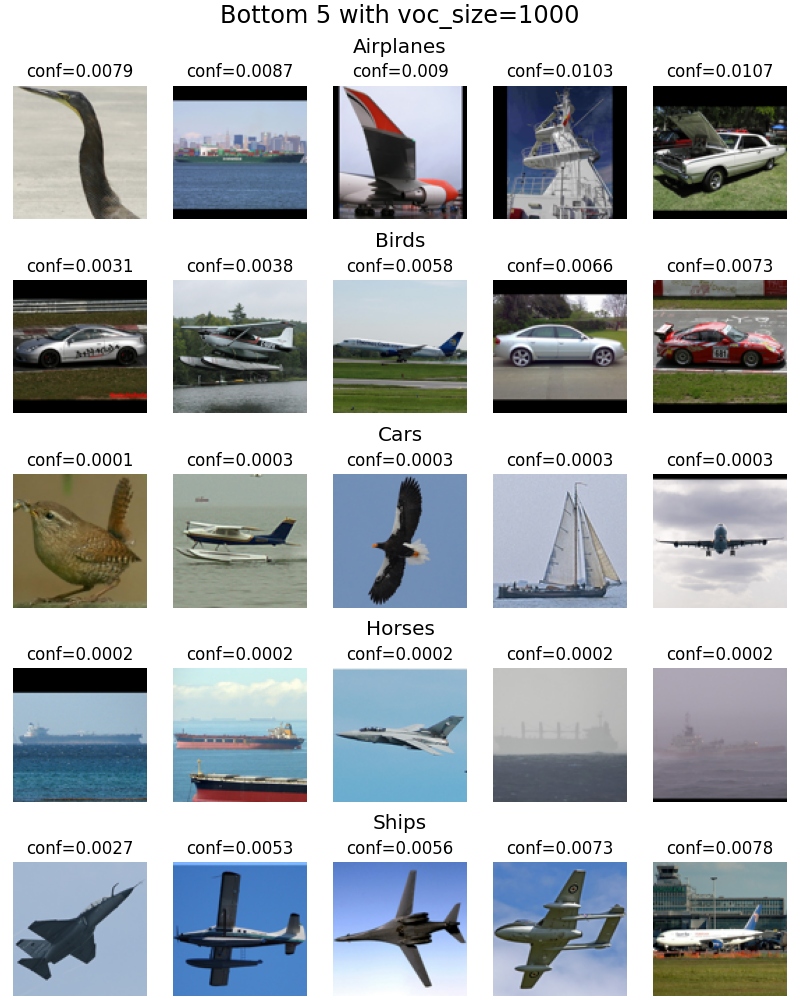 Bottom 5 with voc_size=1000
Airplanes
conf=0.0079 conf=0.0087 conf=0.009 conf=0.0103 conf=0.0107
Birds
conf=0.0031 conf=0.0038 conf=0.0058 conf=0.0066 conf=0.0073
Cars
conf=0.0001 conf=0.0003 conf=0.0003 conf=0.0003 conf=0.0003
Horses
conf=0.0002 conf=0.0002 conf=0.0002 conf=0.0002 conf=0.0002
Ships
conf=0.0027 conf=0.0053 conf=0.0056 conf=0.0073 conf=0.0078